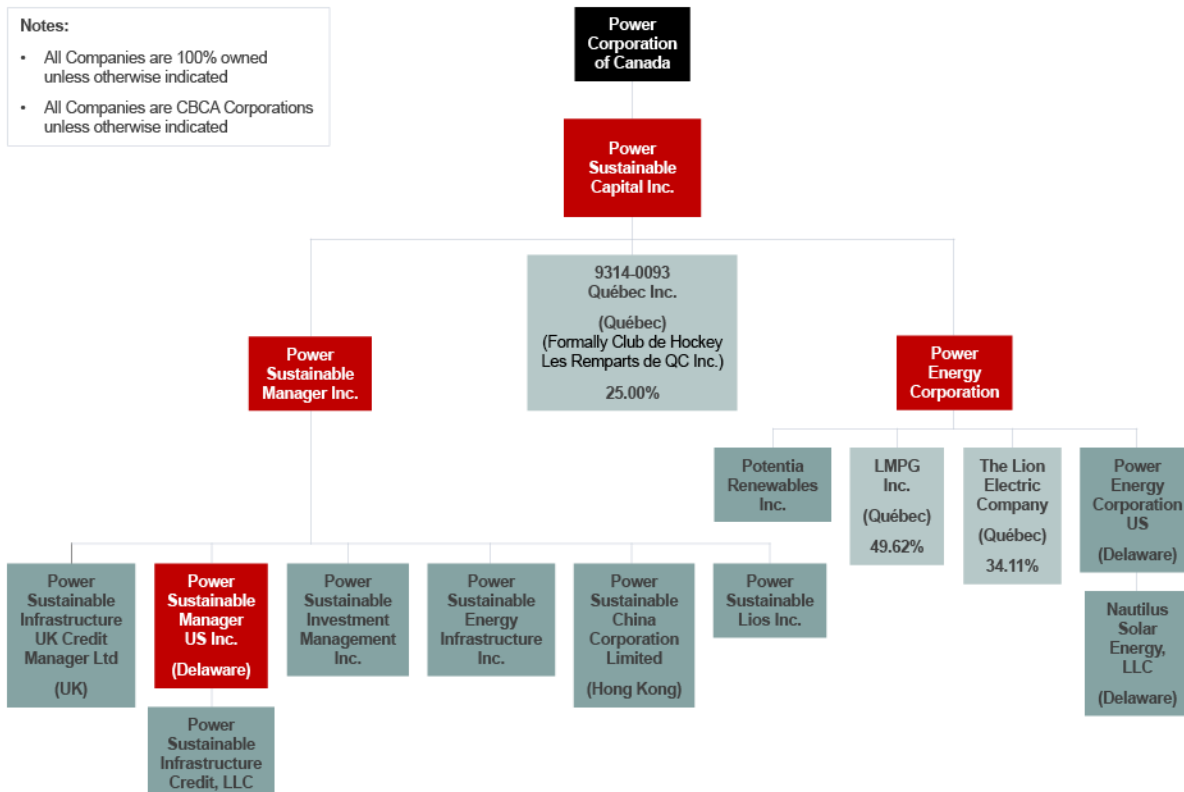 Notes:
• All Companies are 100% owned
unless otherwise indicated
• All Companies are CBCA Corporations
unless otherwise indicated
Power
Corporation
of Canada
Power
Sustainable
Capital Inc.
9314-0093
Québec Inc.
(Québec)
(Formally Club de Hockey
Les Remparts de QC Inc.)
25.00%
Power
Sustainable
Manager Inc.
Power
Energy
Corporation
Potentia
Renewables
Inc.
LMPG
Inc.
(Québec)
49.62%
The Lion
Electric
Company
(Québec)
34.11%
Power
Energy
Corporation
US
(Delaware)
Power
Sustainable
Infrastructure
UK Credit
Manager Ltd
(UK)
Power
Sustainable
Manager
US Inc.
(Delaware)
Power
Sustainable
Investment
Management
Inc.
Power
Sustainable
Energy
Infrastructure
Inc.
Power
Sustainable
China
Corporation
Limited
(Hong Kong)
Power
Sustainable
Lios Inc.
Nautilus
Solar
Energy,
LLC
(Delaware)
Power
Sustainable
Infrastructure
Credit, LLC